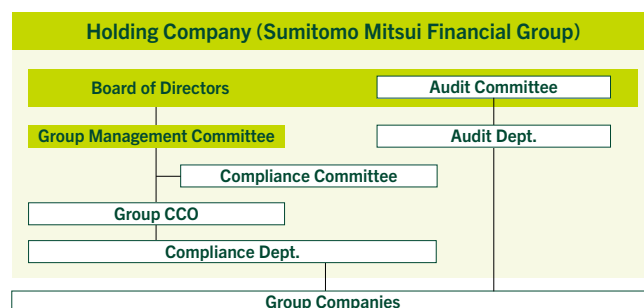 Holding Company (Sumitomo Mitsui Financial Group)
Board of Directors
Audit Committee
Group Management Committee
Audit Dept.
Compliance Committee
Group CCO
Compliance Dept.
Group Companies